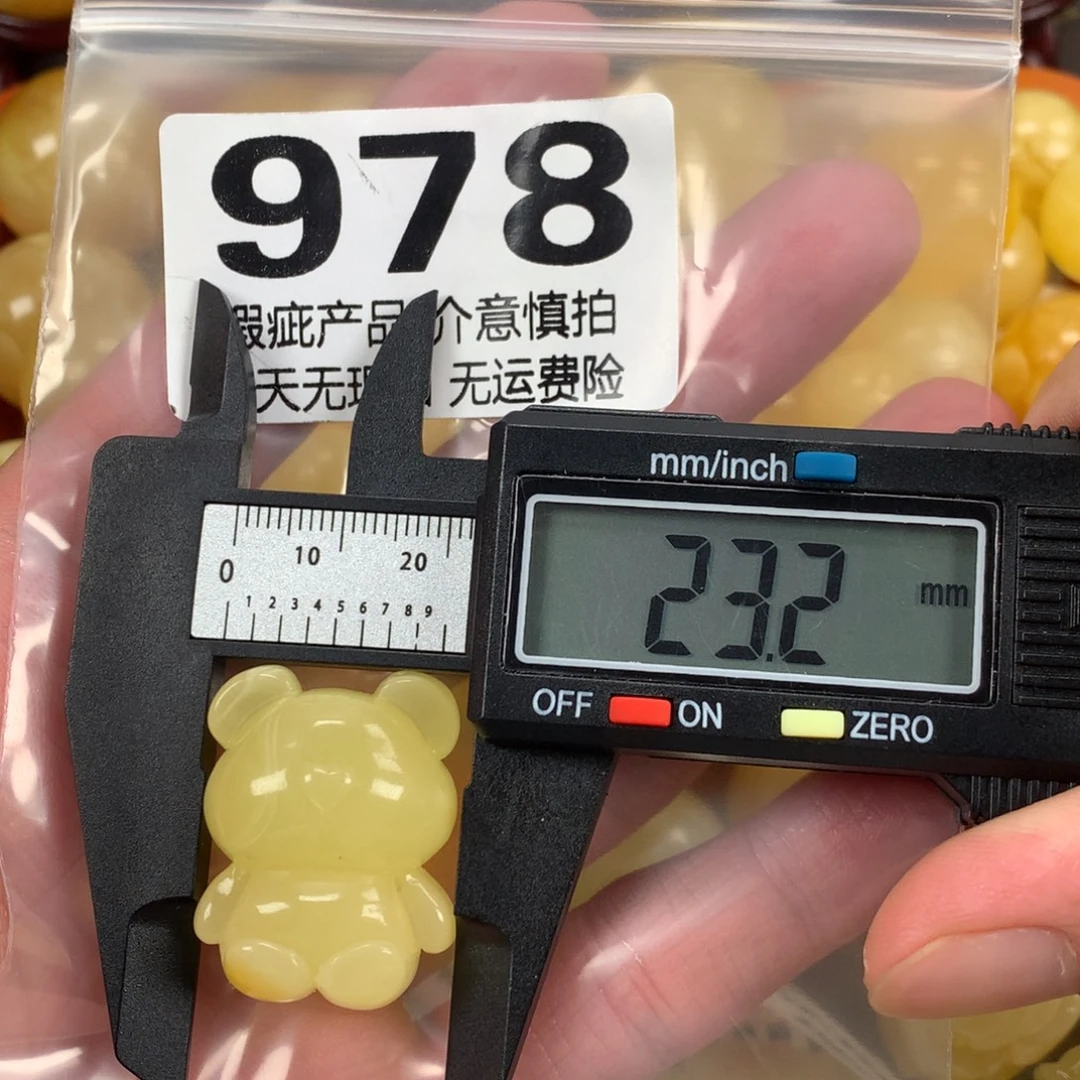 978
瑕疵产品 介意慎拍
天无 无运费险
mm/inch
23.2 mm
0 10 20
1 2 3 4 5 6 7 8 9
OFF ON ZERO